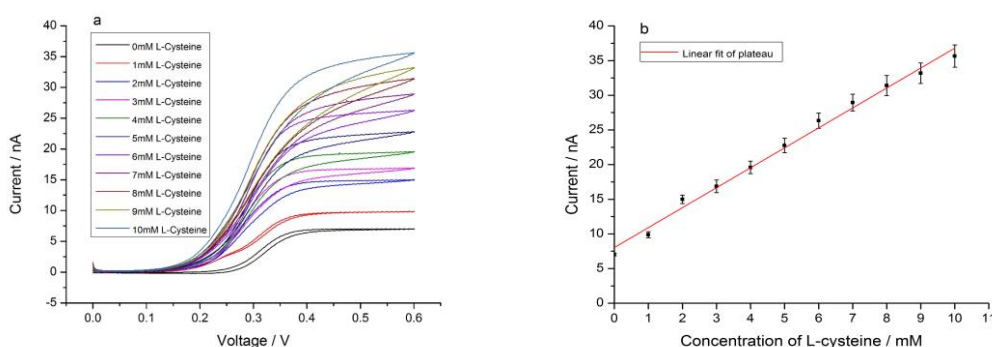 a
40
35
30
25
20
15
10
5
0
-5
Current / nA
0mM L-Cysteine
1mM L-Cysteine
2mM L-Cysteine
3mM L-Cysteine
4mM L-Cysteine
5mM L-Cysteine
6mM L-Cysteine
7mM L-Cysteine
8mM L-Cysteine
9mM L-Cysteine
10mM L-Cysteine
0.0 0.1 0.2 0.3 0.4 0.5 0.6
Voltage / V
b
40
35
30
25
20
15
10
5
0
Current / nA
Linear fit of plateau
0 1 2 3 4 5 6 7 8 9 10 11
Concentration of L-cysteine / mM